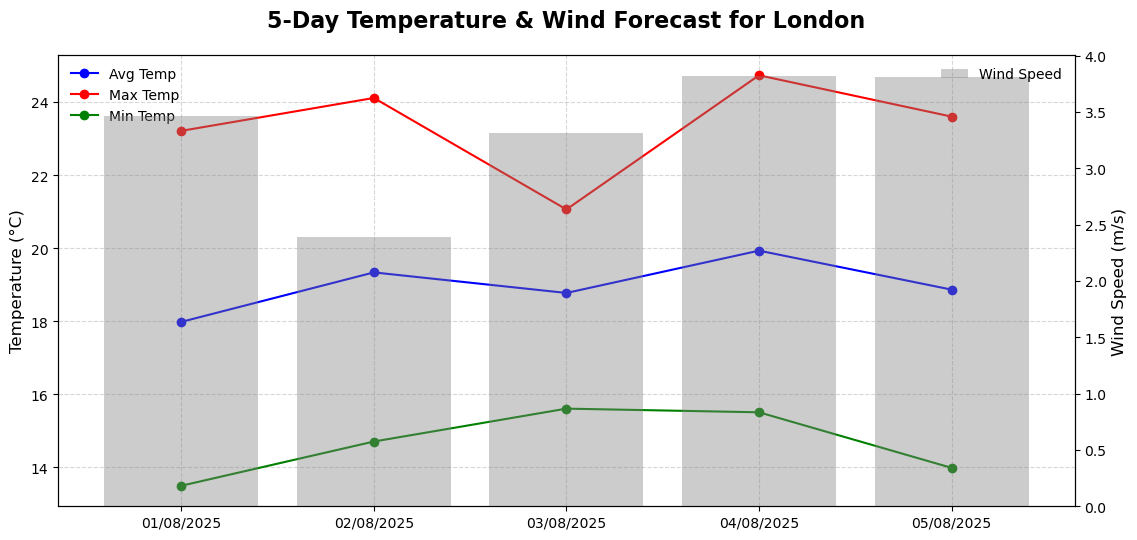 5-Day Temperature & Wind Forecast for London
Avg Temp
Max Temp
Min Temp
Wind Speed
Temperature (°C)
24
22
20
18
16
14
4.0
3.5
3.0
2.5
2.0
1.5
1.0
0.5
0.0
Wind Speed (m/s)
01/08/2025
02/08/2025
03/08/2025
04/08/2025
05/08/2025